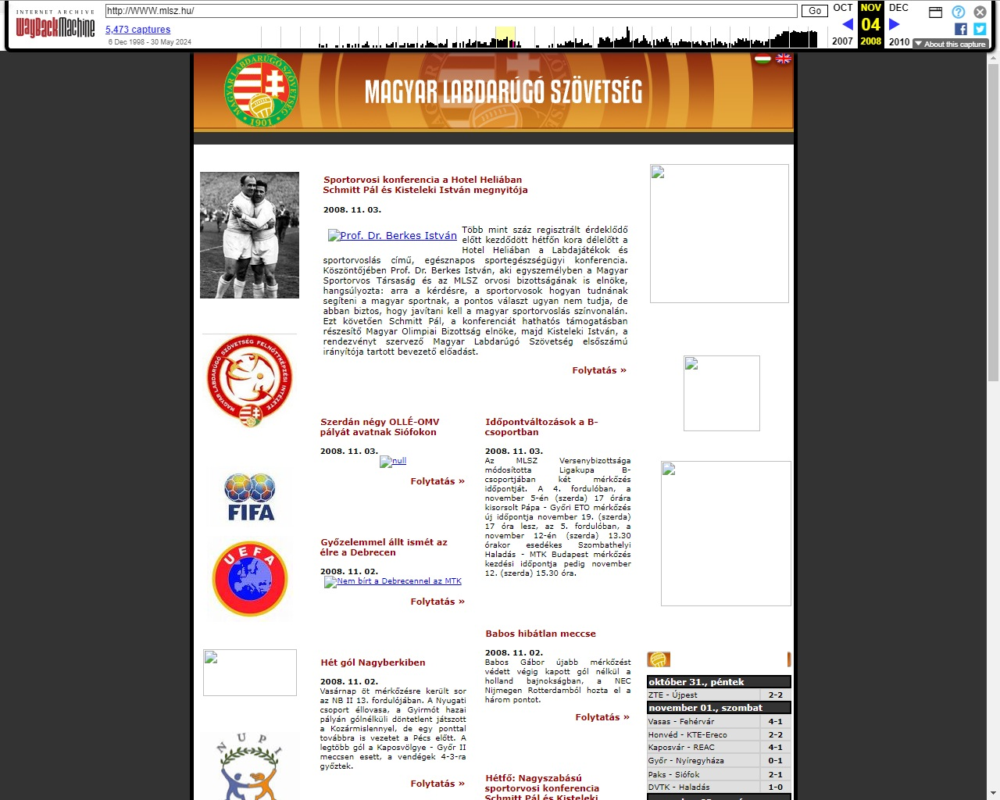 INTERNET ARCHIVE
WayBackMachine
http://WWW.mlsz.hu/
Go
5,473 captures
6 Dec 1998 - 30 May 2024
OCT
NOV
DEC
04
2007
2008
2010
About this capture
MAGYAR LABDARÚGÓ SZÖVETSÉG
1901
MAGYAR LABDARÚGÓ SZÖVETSÉG
Sportorvosi konferencia a Hotel Heliában
Schmitt Pál és Kisteleki István megnyitója
2008. 11. 03.
Prof. Dr. Berkes István
Több mint száz regisztrált érdeklődő
előtt kezdődött hétfőn kora délelőtt a
Hotel Heliában a Labdajátékok és
sportorvoslás című, egésznapos sportegészségügyi konferencia.
Köszöntőjében Prof. Dr. Berkes István, aki egyszemélyben a Magyar
Sportorvos Társaság és az MLSZ orvosi bizottságának is elnöke,
hangsúlyozta: arra a kérdésre, a sportorvosok hogyan tudnának
segíteni a magyar sportnak, a pontos választ ugyan nem tudja, de
abban biztos, hogy javítani kell a magyar sportorvoslás színvonalán.
Ezt követően Schmitt Pál, a konferenciát hathatós támogatásban
részesítő Magyar Olimpiai Bizottság elnöke, majd Kisteleki István, a
rendezvényt szervező Magyar Labdarúgó Szövetség elsőszámú
irányítója tartott bevezető előadást.
Folytatás »
MAGYAR LABDARÚGÓ SZÖVETSÉG FELNŐTTKÉPZÉSI INTÉZETE
FIFA
UEFA
NUPI
Szerdán négy OLLÉ-OMV
pályát avatnak Siófokon
2008. 11. 03.
null
Folytatás »
Győzelemmel állt ismét az
élre a Debrecen
2008. 11. 02.
Nem bírt a Debrecennel az MTK
Folytatás »
Hét gól Nagyberkiben
2008. 11. 02.
Vasárnap öt mérkőzésre került sor
az NB II 13. fordulójában. A Nyugati
csoport éllovasa, a Gyirmót hazai
pályán gólnélküli döntetlent játszott
a Kozármislennyel, de egy ponttal
továbbra is vezetet a Pécs előtt. A
legtöbb gól a Kaposvölgye - Győr II
meccsen esett, a vendégek 4-3-ra
győztek.
Folytatás »
Időpontváltozások a B-
csoportban
2008. 11. 03.
Az MLSZ Versenybizottsága
módosította Ligakupa B-
csoportjában két mérkőzés
időpontját. A 4. fordulóban, a
november 5-én (szerda) 17 órára
kisorsolt Pápa - Győri ETO mérkőzés
új időpontja november 19. (szerda)
17 óra lesz, az 5. fordulóban, a
november 12-én (szerda) 13.30
órakor esedékes Szombathelyi
Haladás - MTK Budapest mérkőzés
kezdési időpontja pedig november
12. (szerda) 15.30 óra.
Babos hibátlan meccse
2008. 11. 02.
Babos Gábor újabb mérkőzést
védett végig kapott gól nélkül a
holland bajnokságban, a NEC
Nijmegen Rotterdamból hozta el a
három pontot.
Folytatás »
Hétfő: Nagyszabású
sportorvosi konferencia
Schmitt Pál és Kisteleki
október 31., péntek
ZTE - Újpest 2-2
november 01., szombat
Vasas - Fehérvár 4-1
Honvéd - KTE-Ereco 2-2
Kaposvár - REAC 4-1
Győr - Nyíregyháza 0-1
Paks - Siófok 2-1
DVTK - Haladás 1-0